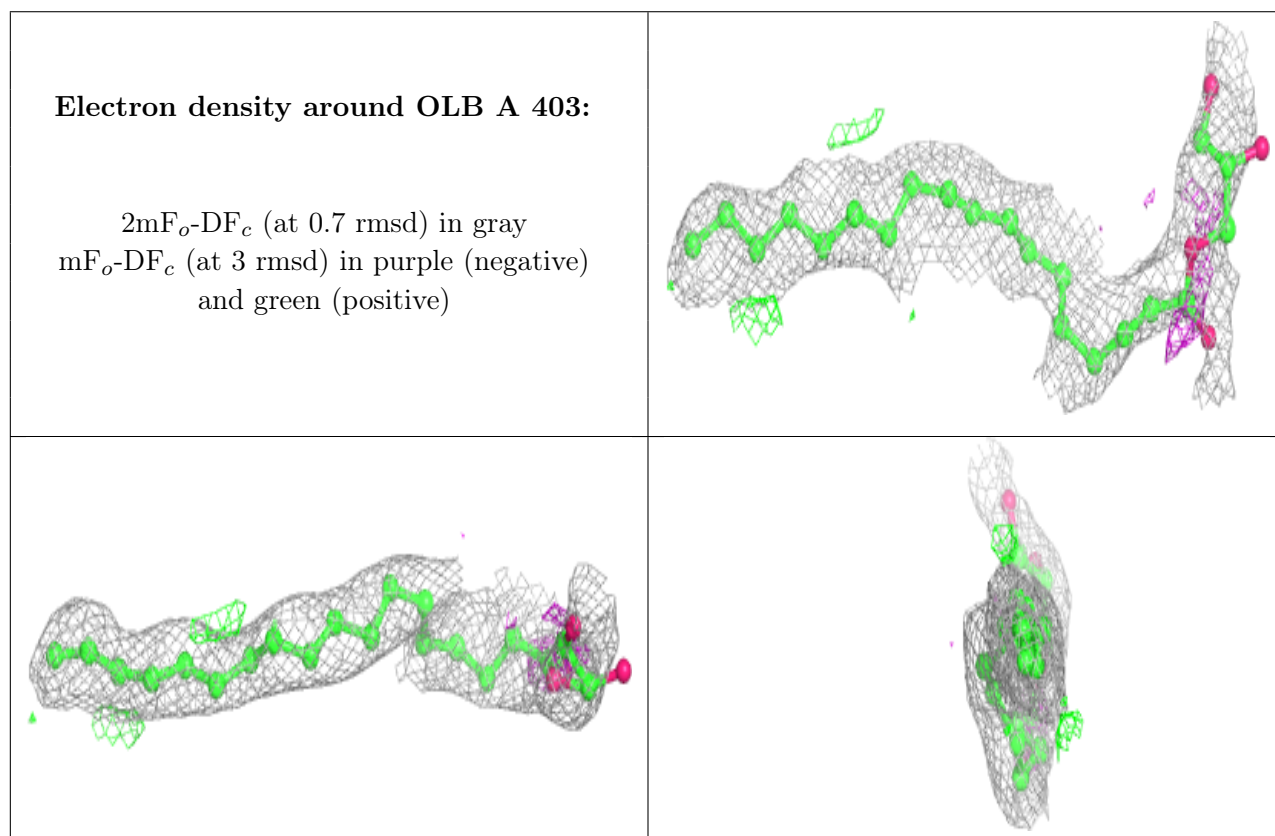 Electron density around OLB A 403:
2mFo-DFc (at 0.7 rmsd) in gray
mFo-DFc (at 3 rmsd) in purple (negative)
and green (positive)